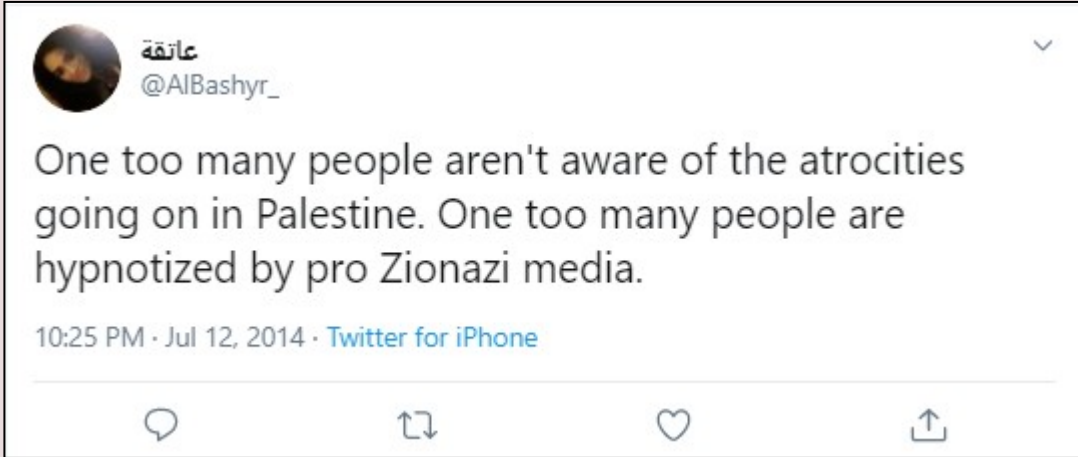 عاتقة
@AlBashyr_
One too many people aren't aware of the atrocities
going on in Palestine. One too many people are
hypnotized by pro Zionazi media.
10:25 PM · Jul 12, 2014 · Twitter for iPhone